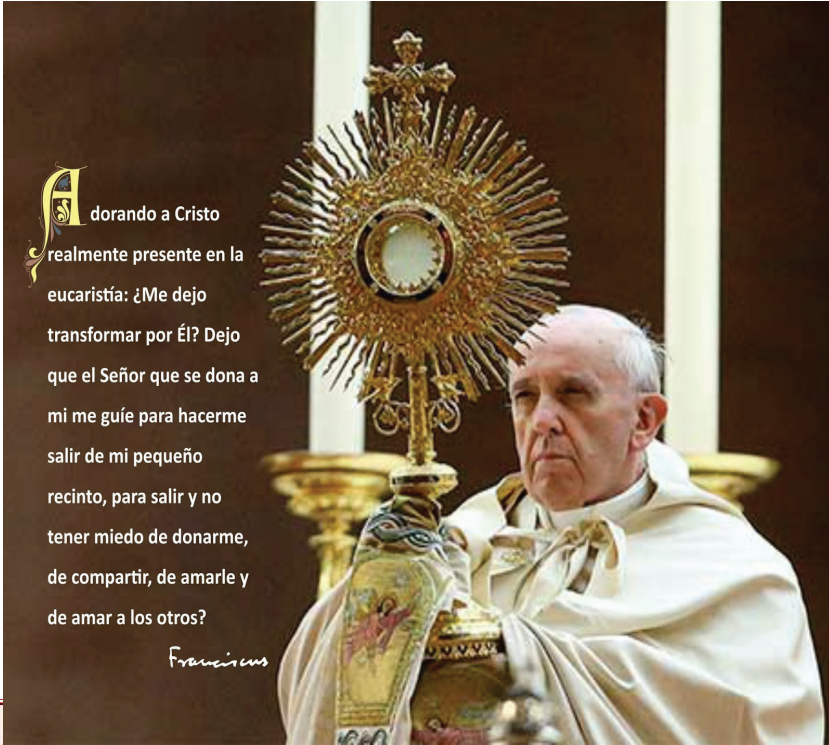 Adorando a Cristo
realmente presente en la
eucaristía: ¿Me dejo
transformar por Él? Dejo
que el Señor que se dona a
mi me guíe para hacerme
salir de mi pequeño
recinto, para salir y no
tener miedo de donarme,
de compartir, de amarle y
de amar a los otros?
Franciscus